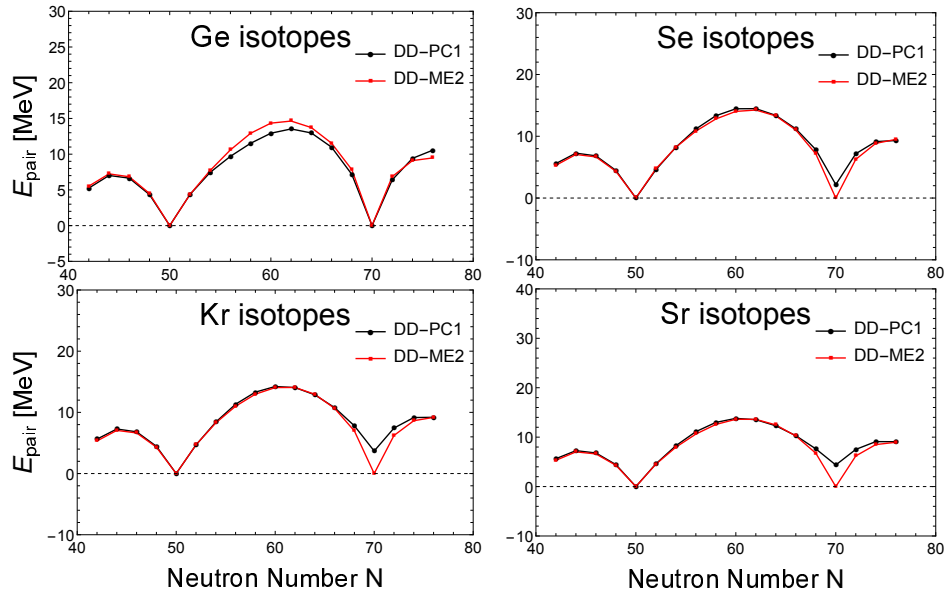 Ge isotopes
DD-PC1
DD-ME2
E_pair [MeV]
30
25
20
15
10
5
0
-5
40 50 60 70 80
Se isotopes
DD-PC1
DD-ME2
30
20
10
0
-10
40 50 60 70 80
Kr isotopes
DD-PC1
DD-ME2
E_pair [MeV]
30
20
10
0
-10
40 50 60 70 80
Neutron Number N
Sr isotopes
DD-PC1
DD-ME2
40
30
20
10
0
-10
40 50 60 70 80
Neutron Number N